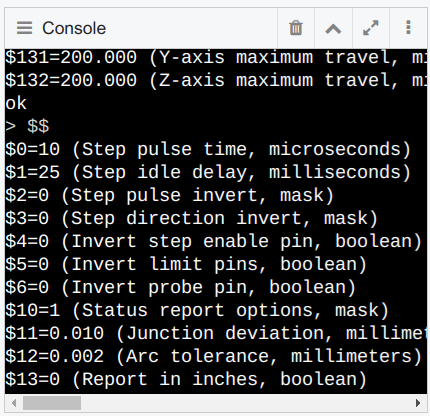 Console
$131=200.000 (Y-axis maximum travel,
$132=200.000 (Z-axis maximum travel,
ok
> $$
$0=10 (Step pulse time, microseconds)
$1=25 (Step idle delay, milliseconds)
$2=0 (Step pulse invert, mask)
$3=0 (Step direction invert, mask)
$4=0 (Invert step enable pin, boolean)
$5=0 (Invert limit pins, boolean)
$6=0 (Invert probe pin, boolean)
$10=1 (Status report options, mask)
$11=0.010 (Junction deviation, millimet
$12=0.002 (Arc tolerance, millimeters)
$13=0 (Report in inches, boolean)